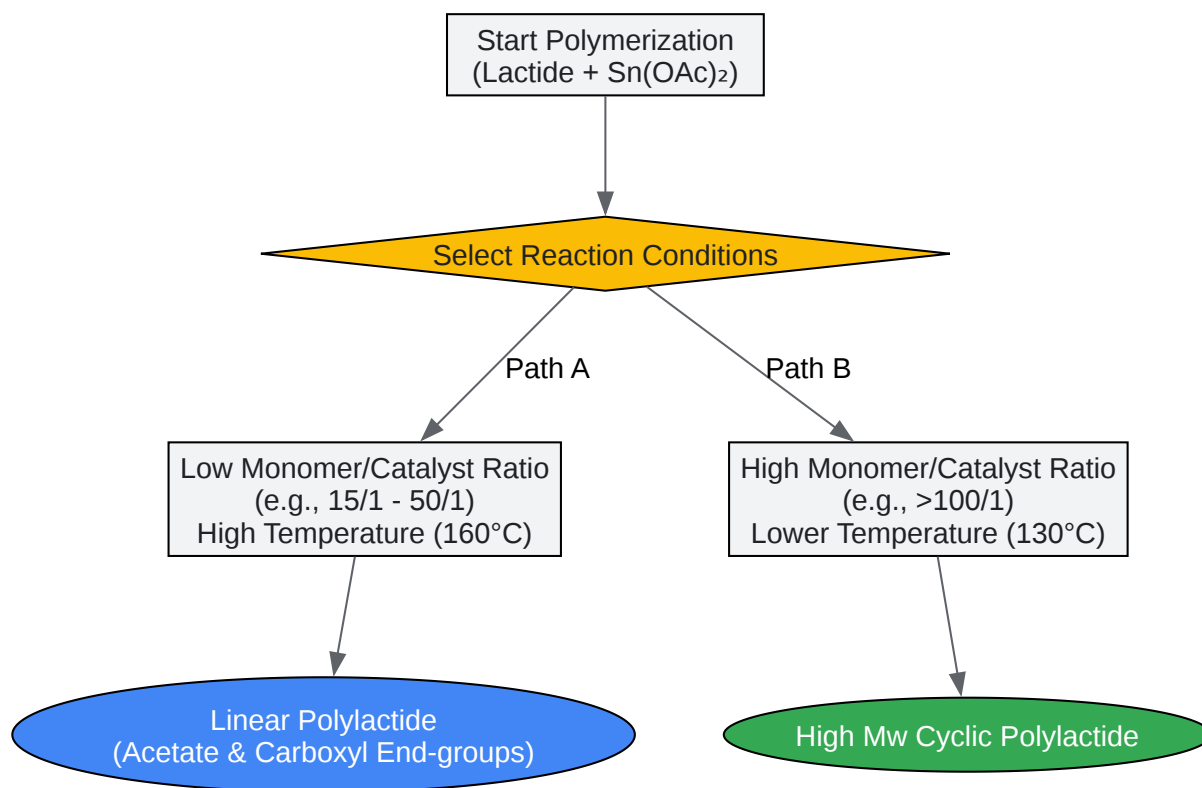 Start Polymerization
(Lactide + Sn(OAc)₂)
Select Reaction Conditions
Path A
Path B
Low Monomer/Catalyst Ratio
(e.g., 15/1 - 50/1)
High Temperature (160°C)
High Monomer/Catalyst Ratio
(e.g., >100/1)
Lower Temperature (130°C)
Linear Polylactide
(Acetate & Carboxyl End-groups)
High Mw Cyclic Polylactide